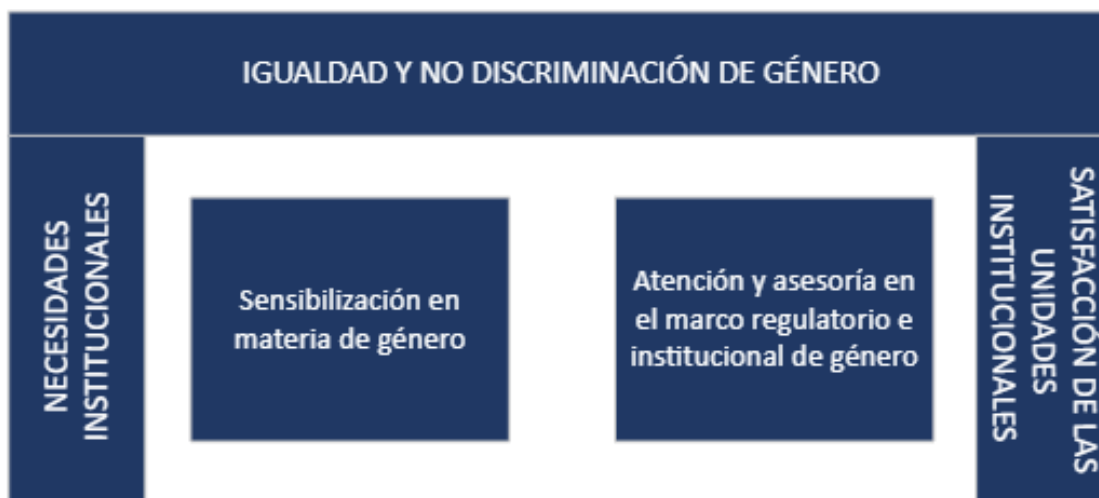 IGUALDAD Y NO DISCRIMINACIÓN DE GÉNERO
NECESIDADES
INSTITUCIONALES
Sensibilización en
materia de género
Atención y asesoría en
el marco regulatorio e
institucional de género
SATISFACCIÓN DE LAS
UNIDADES
INSTITUCIONALES